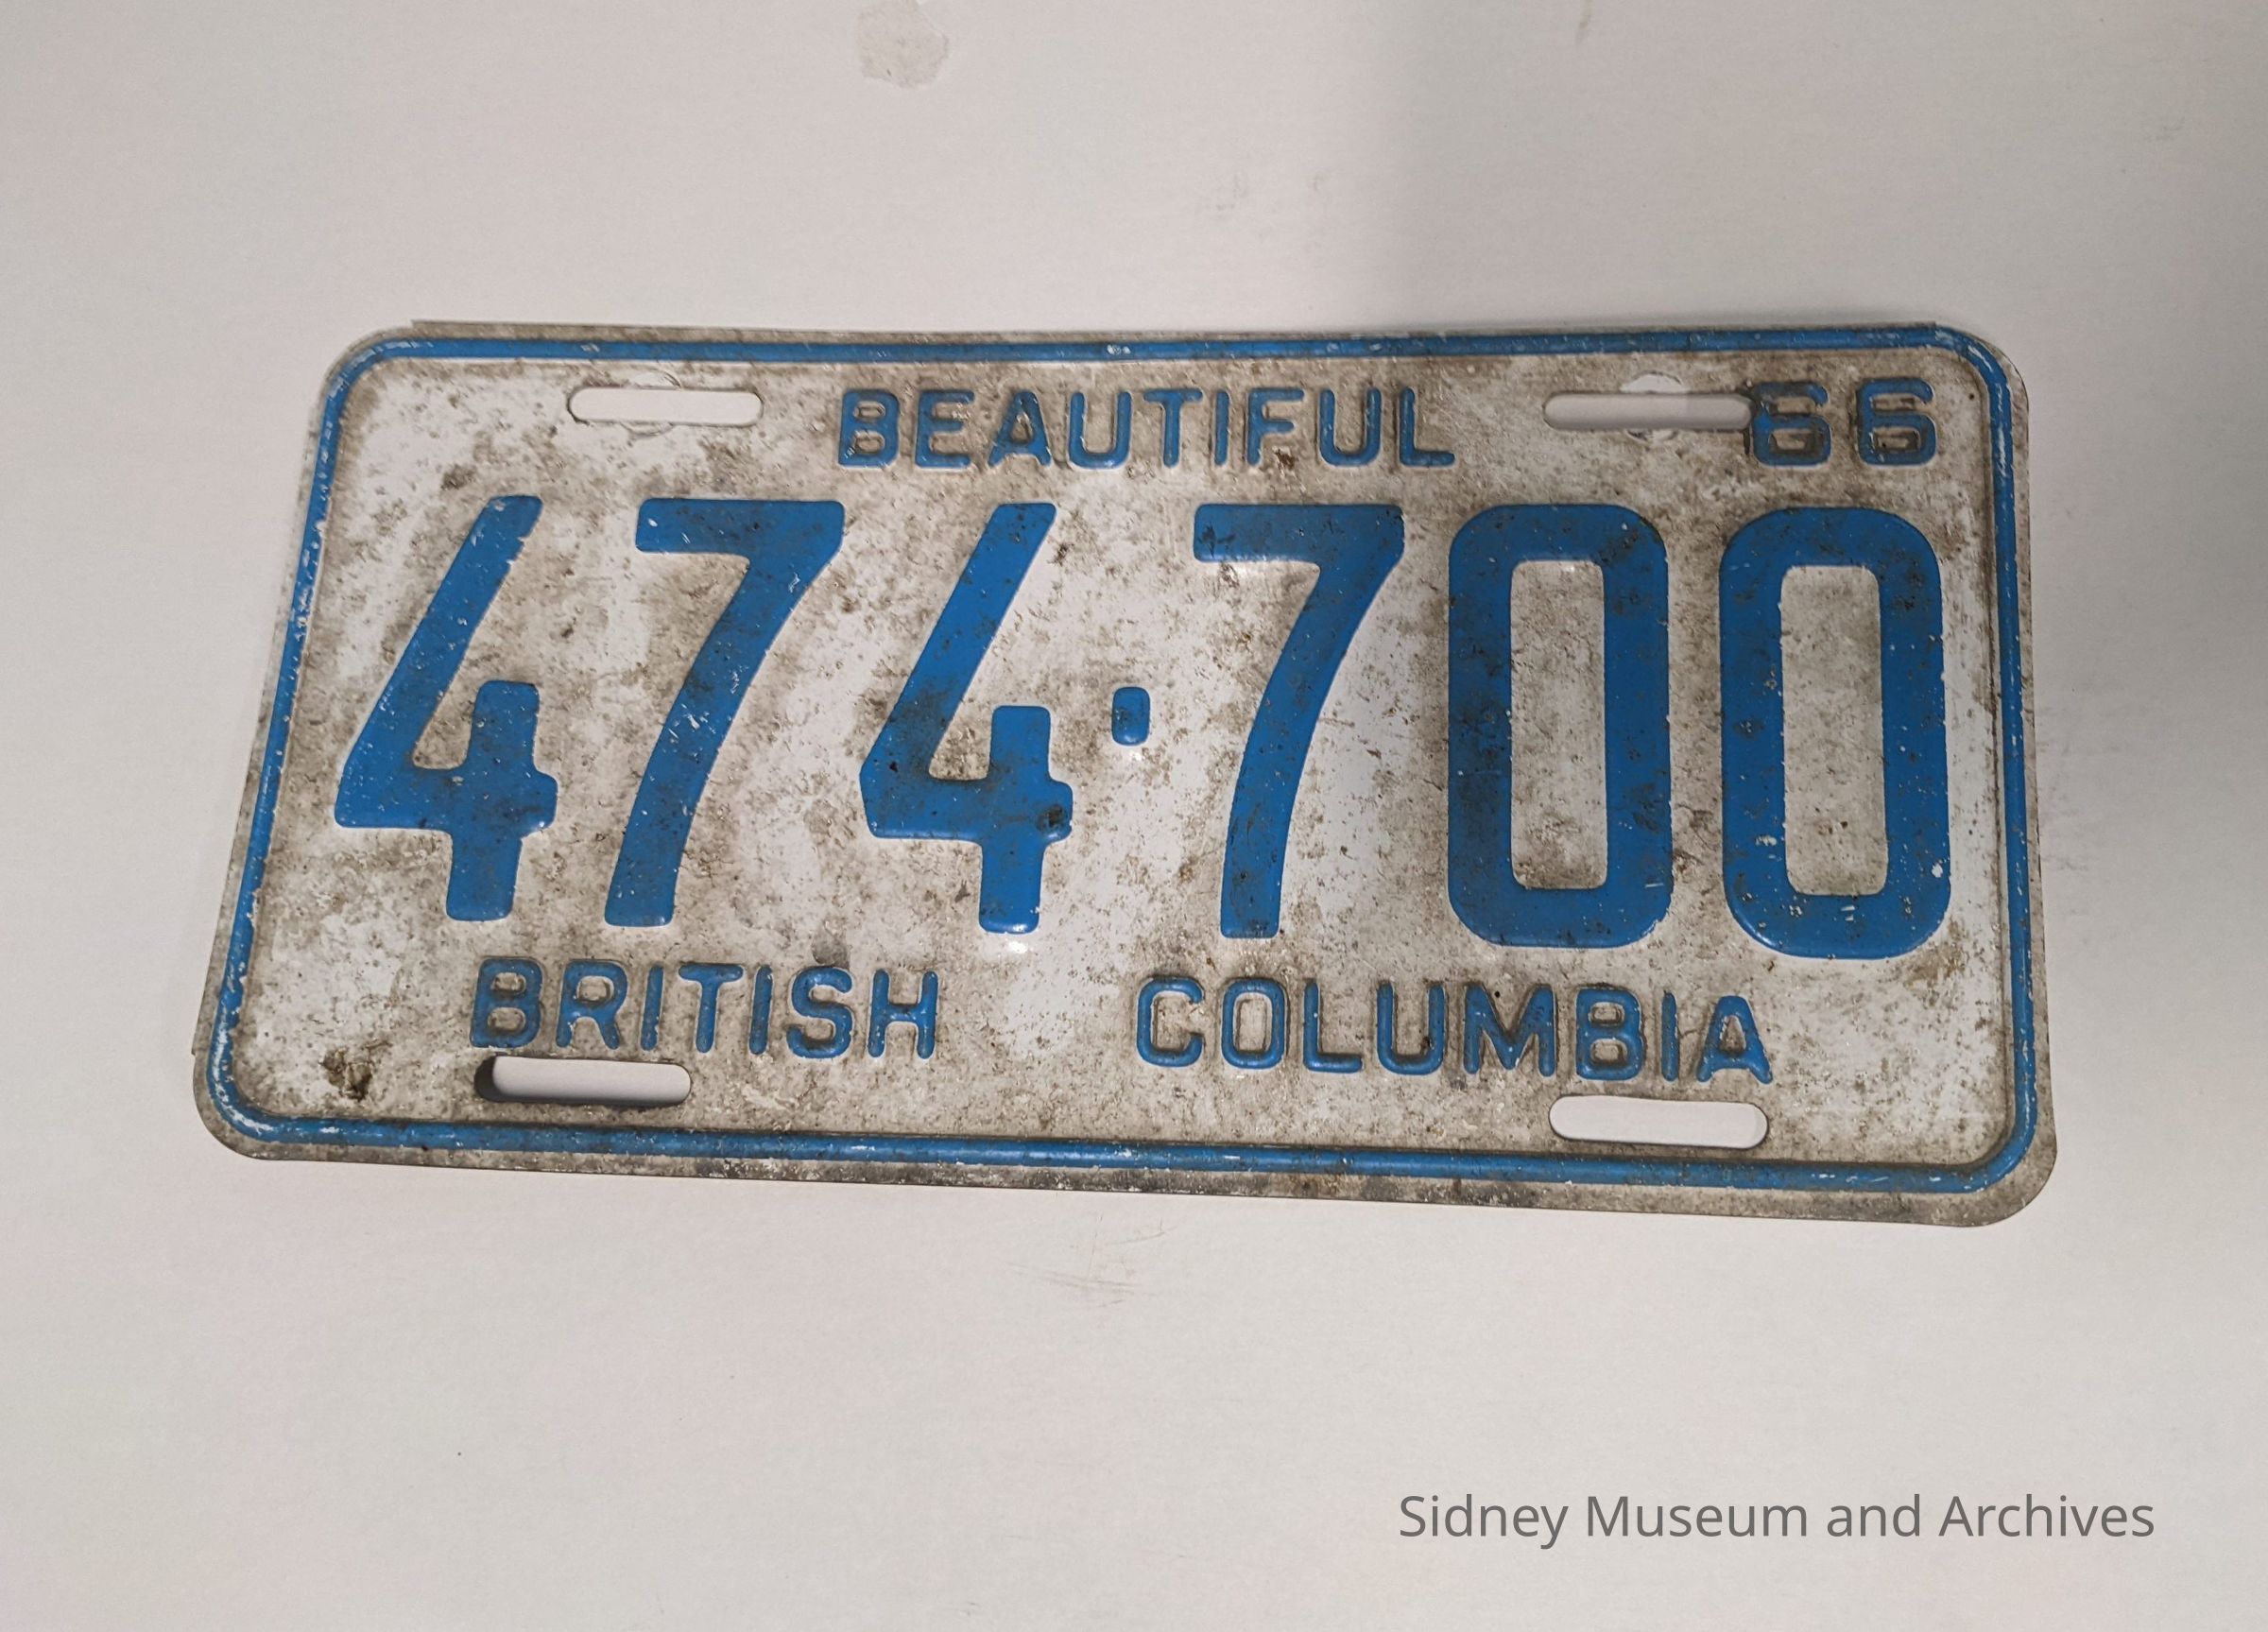 BEAUTIFUL 66
474·700
BRITISH COLUMBIA
Sidney Museum and Archives